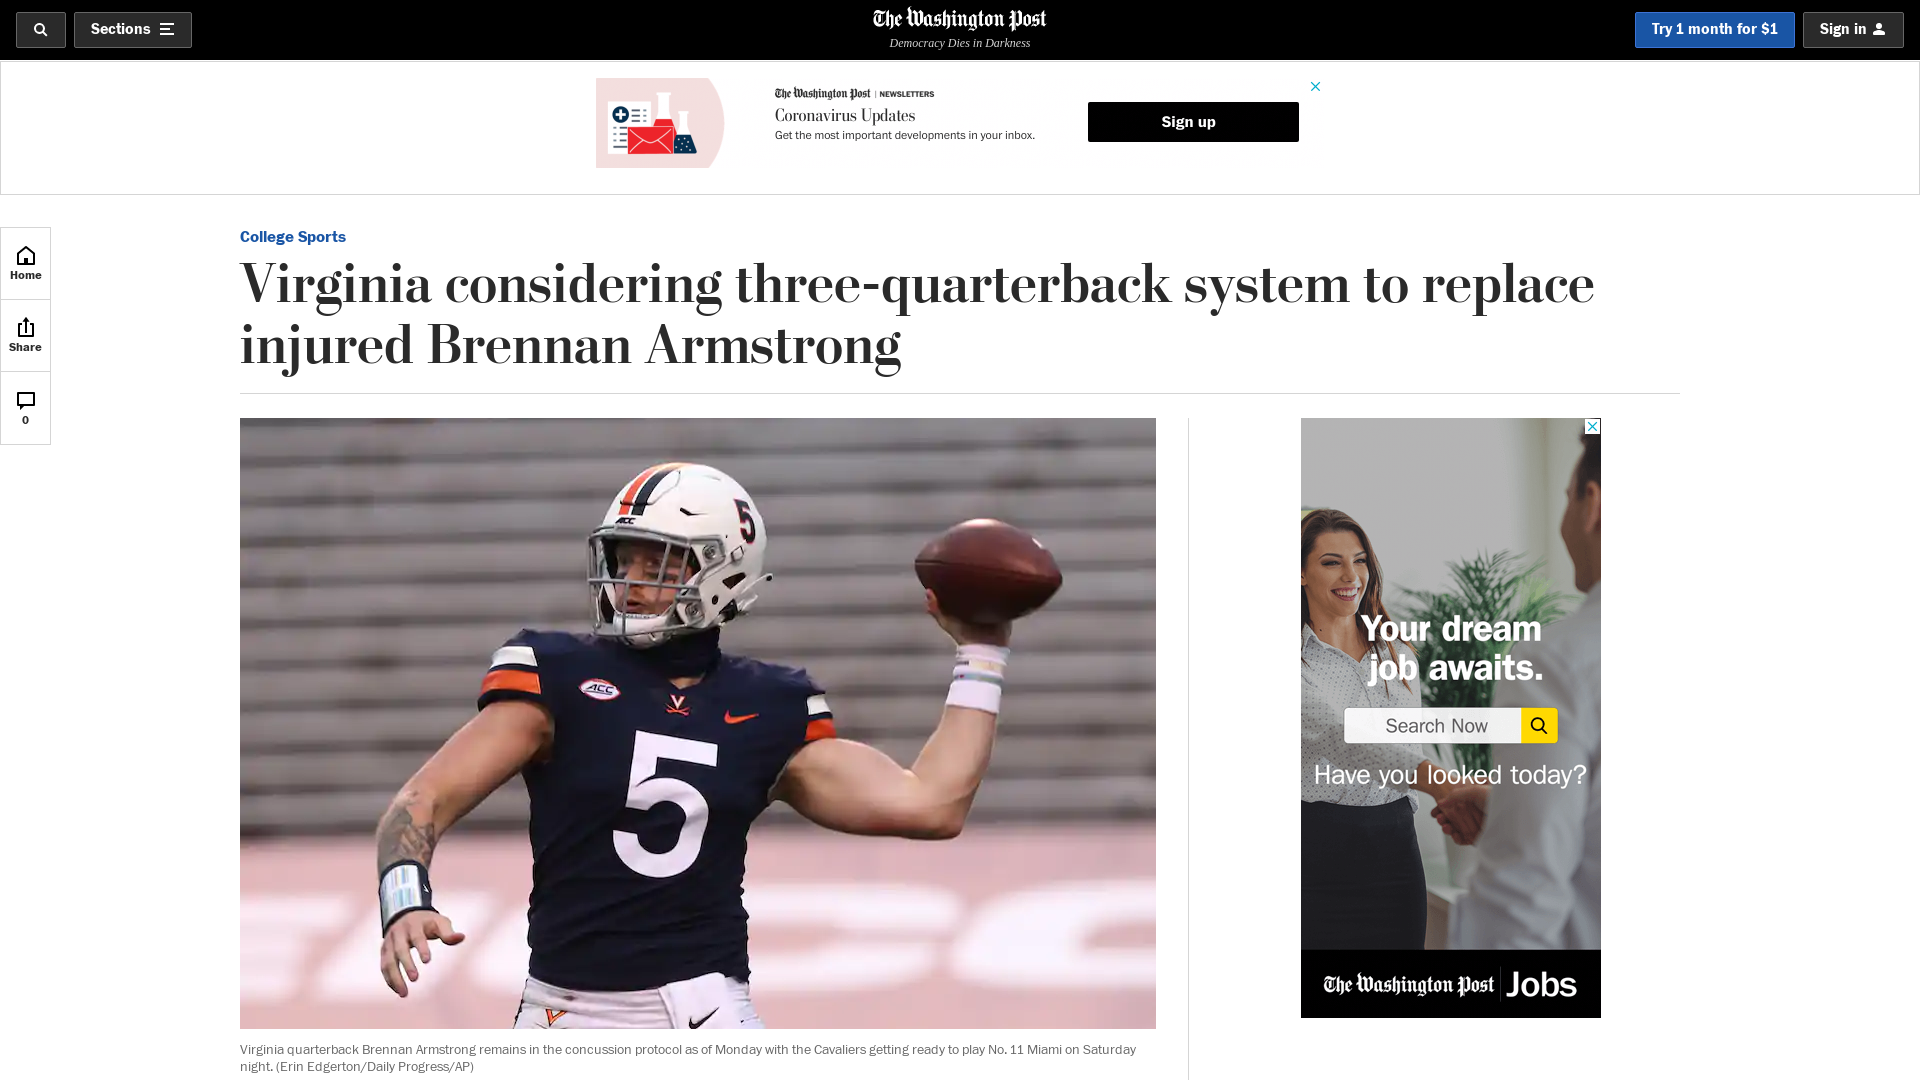 Sections
The Washington Post
Democracy Dies in Darkness
Try 1 month for $1
Sign in
The Washington Post | NEWSLETTERS
Coronavirus Updates
Get the most important developments in your inbox.
Sign up
Home
Share
0
College Sports
Virginia considering three-quarterback system to replace
injured Brennan Armstrong
5
ACC
ACC
5
Your dream
job awaits.
Search Now
Have you looked today?
The Washington Post | Jobs
Virginia quarterback Brennan Armstrong remains in the concussion protocol as of Monday with the Cavaliers getting ready to play No. 11 Miami on Saturday
night. (Erin Edgerton/Daily Progress/AP)